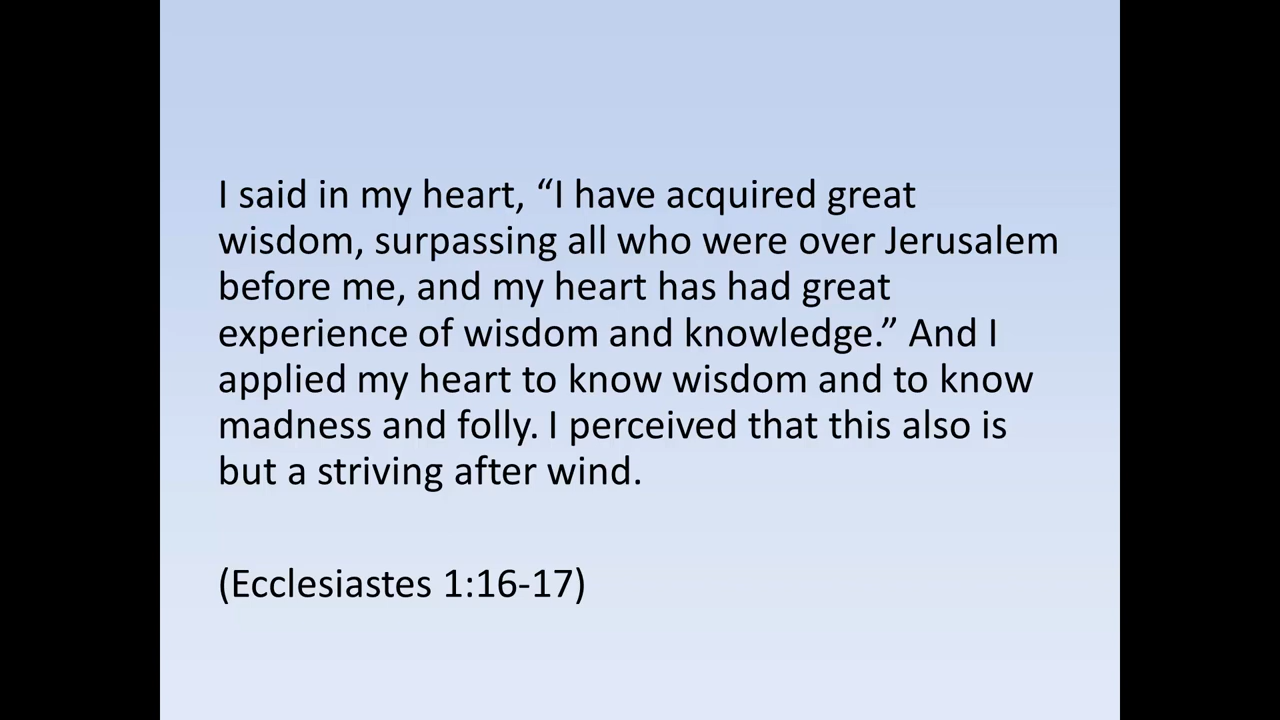 I said in my heart, “I have acquired great
wisdom, surpassing all who were over Jerusalem
before me, and my heart has had great
experience of wisdom and knowledge.” And I
applied my heart to know wisdom and to know
madness and folly. I perceived that this also is
but a striving after wind.
(Ecclesiastes 1:16-17)